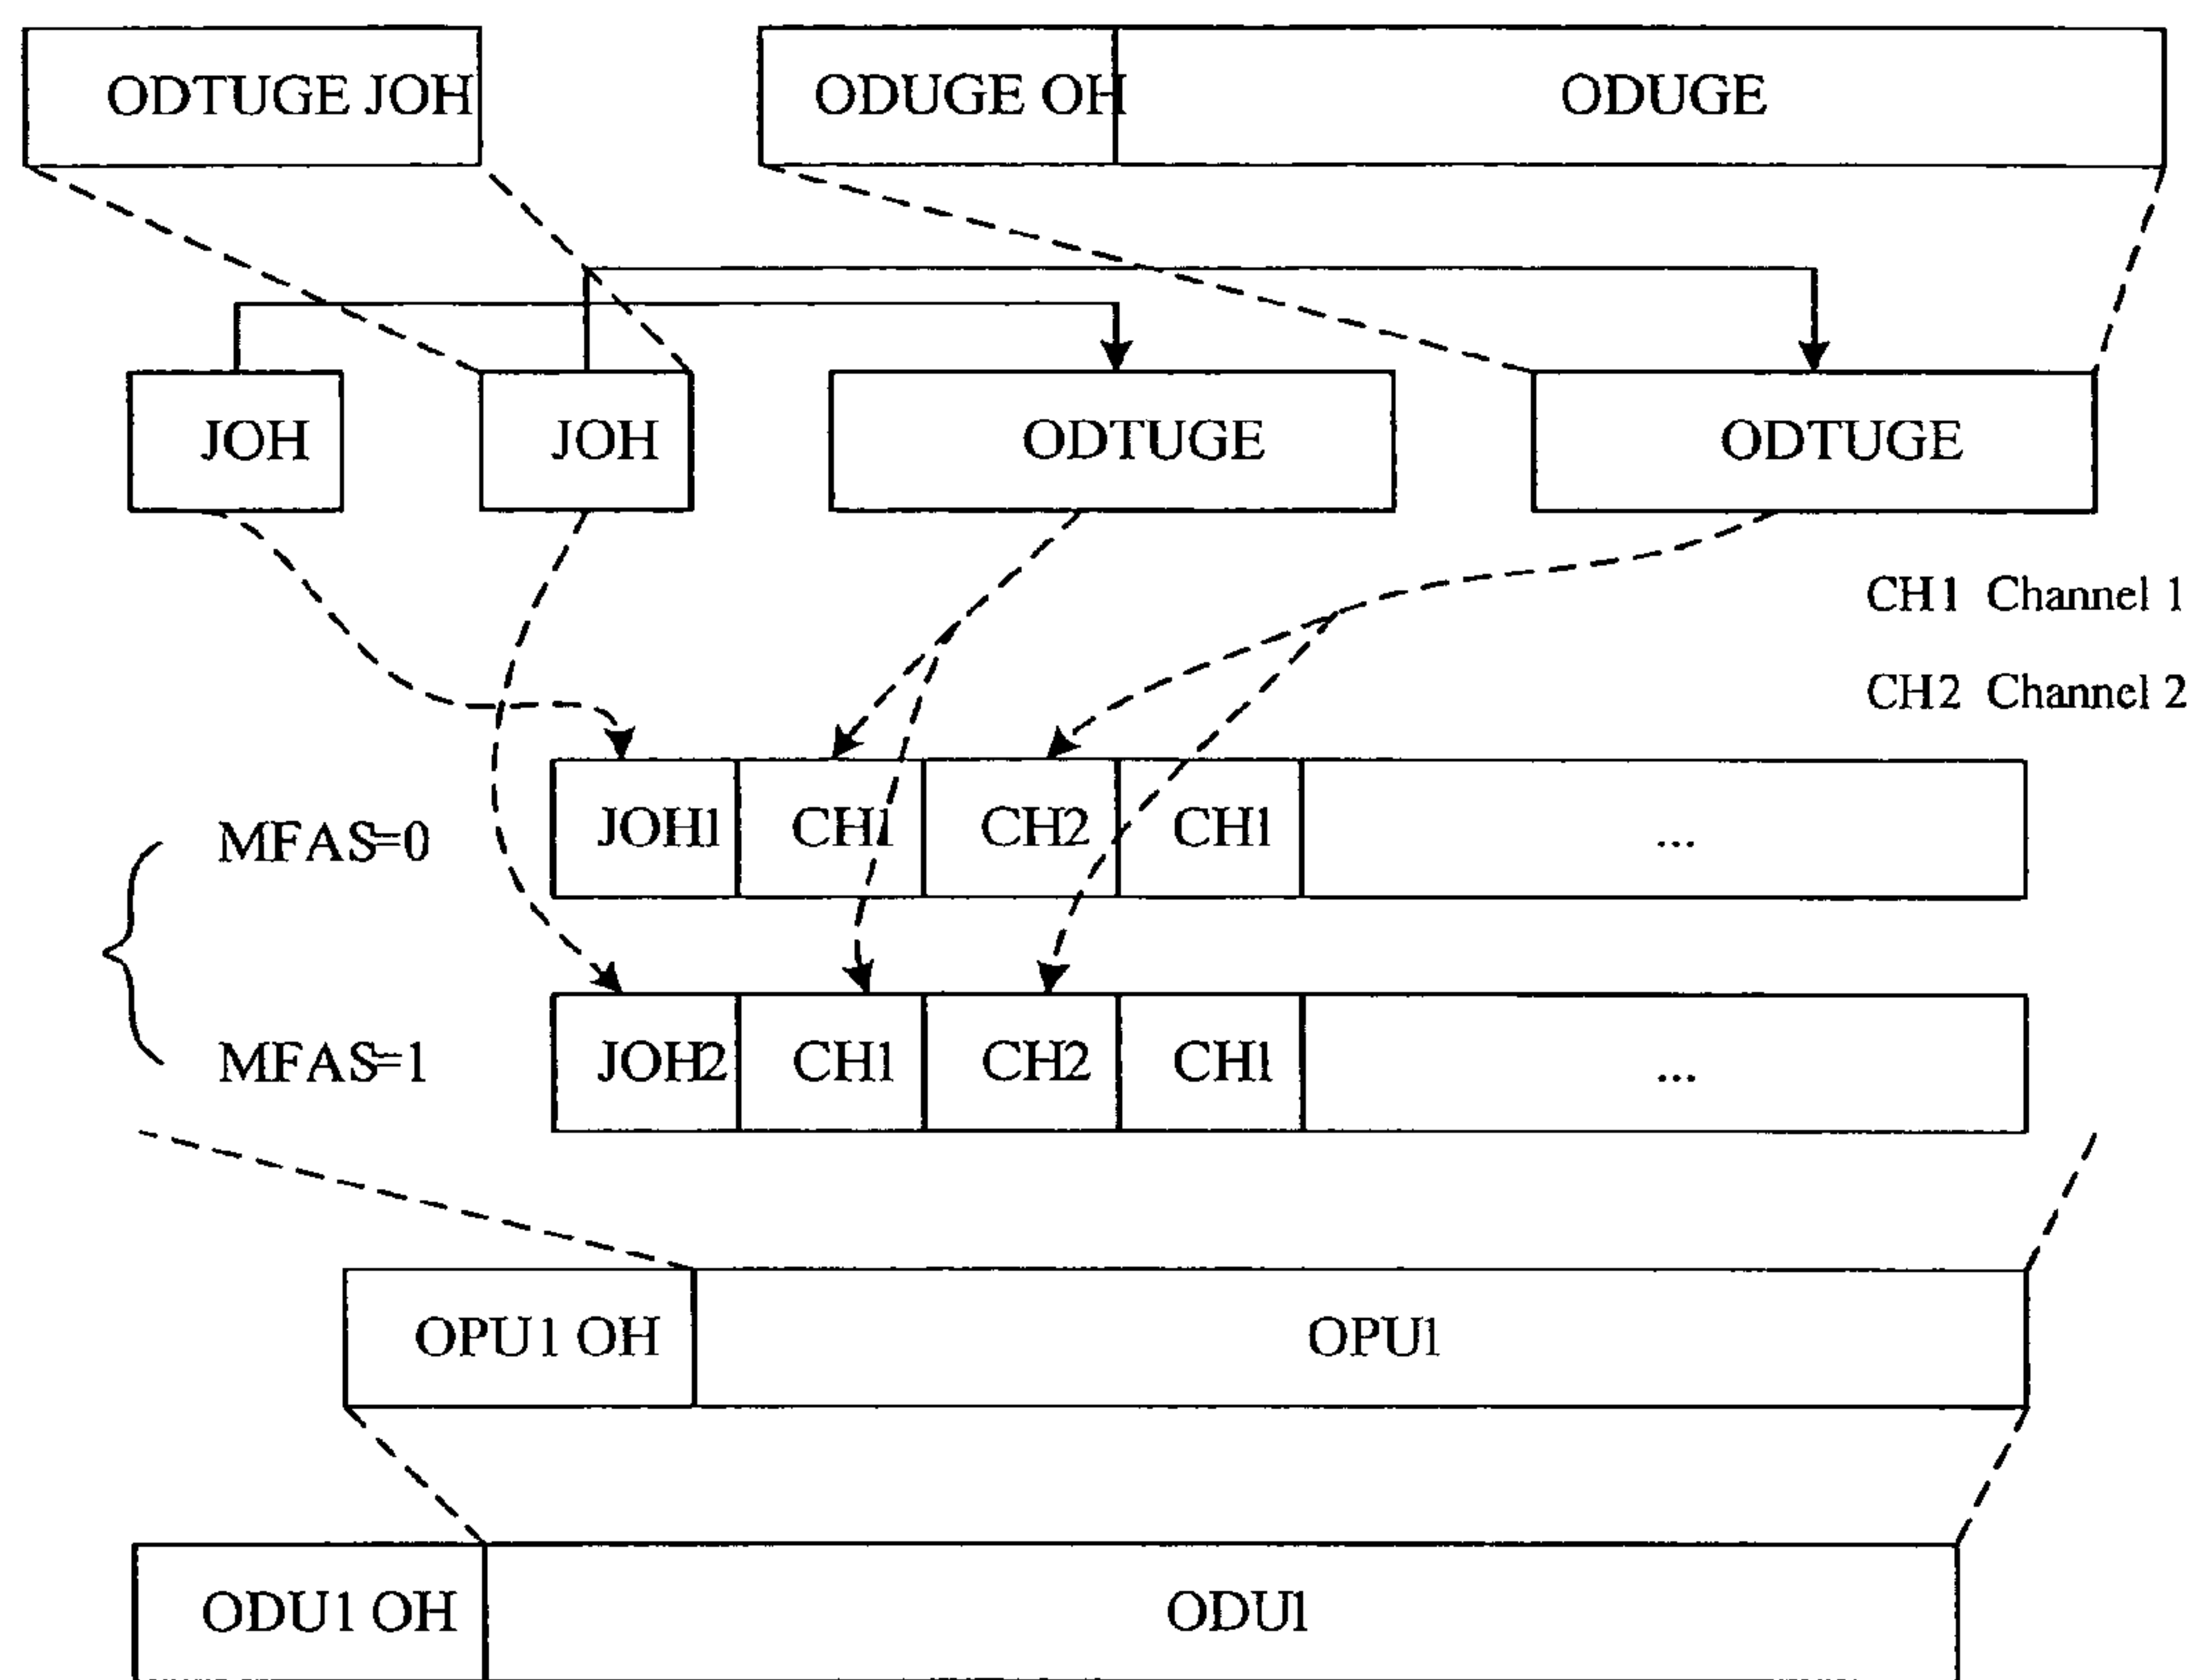 ODTUGE JOH
ODUGE OH
ODUGE
JOH
JOH
ODTUGE
ODTUGE
CH1 Channel 1
CH2 Channel 2
MFAS=0
JOH1
CH1
CH2
CH1
...
MFAS=1
JOH2
CH1
CH2
CH1
...
OPU1 OH
OPU1
ODU1 OH
ODU1